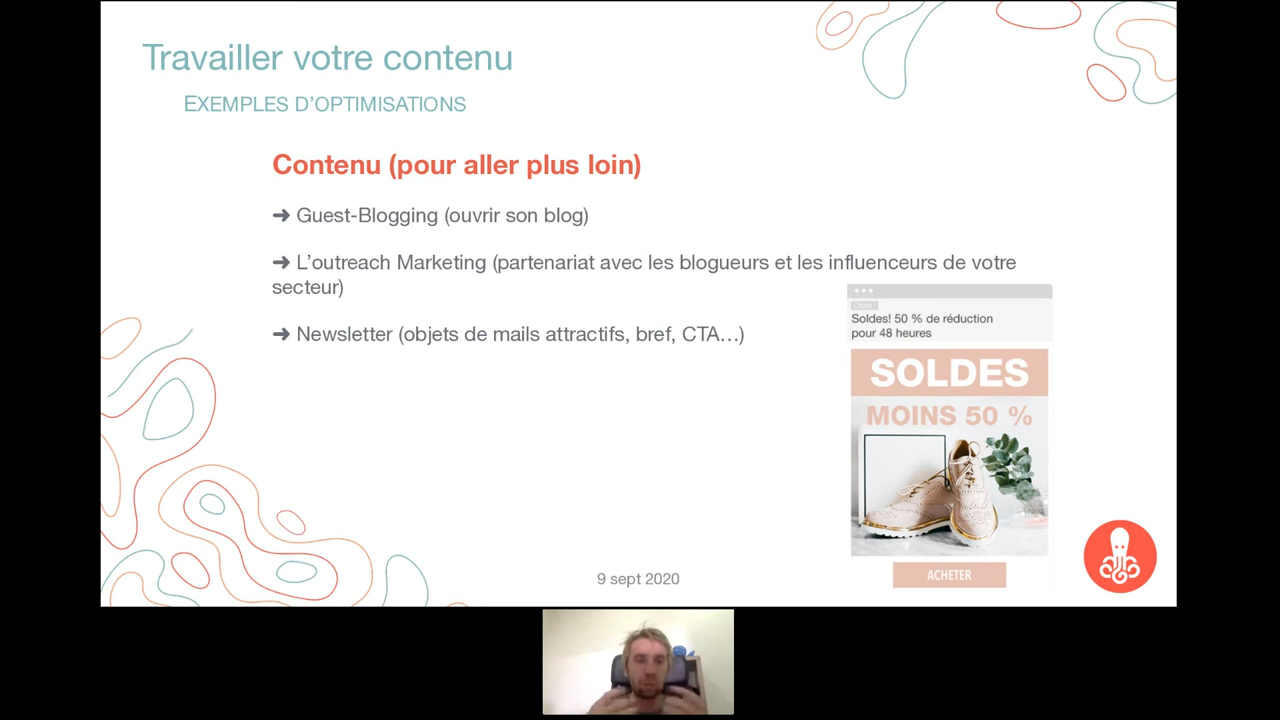 Travailler votre contenu
EXEMPLES D'OPTIMISATIONS
Contenu (pour aller plus loin)
➜ Guest-Blogging (ouvrir son blog)
➜ L'outreach Marketing (partenariat avec les blogueurs et les influenceurs de votre
secteur)
➜ Newsletter (objets de mails attractifs, bref, CTA…)
Soldes! 50 % de réduction
pour 48 heures
SOLDES
MOINS 50 %
ACHETER
9 sept 2020